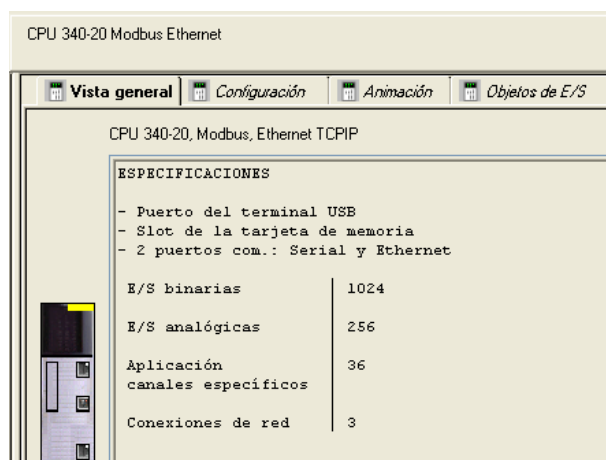 CPU 340-20 Modbus Ethernet
Vista general Configuración Animación Objetos de E/S
CPU 340-20, Modbus, Ethernet TCPIP
ESPECIFICACIONES
- Puerto del terminal USB
- Slot de la tarjeta de memoria
- 2 puertos com.: Serial y Ethernet
E/S binarias 1024
E/S analógicas 256
Aplicación 36
canales específicos
Conexiones de red 3